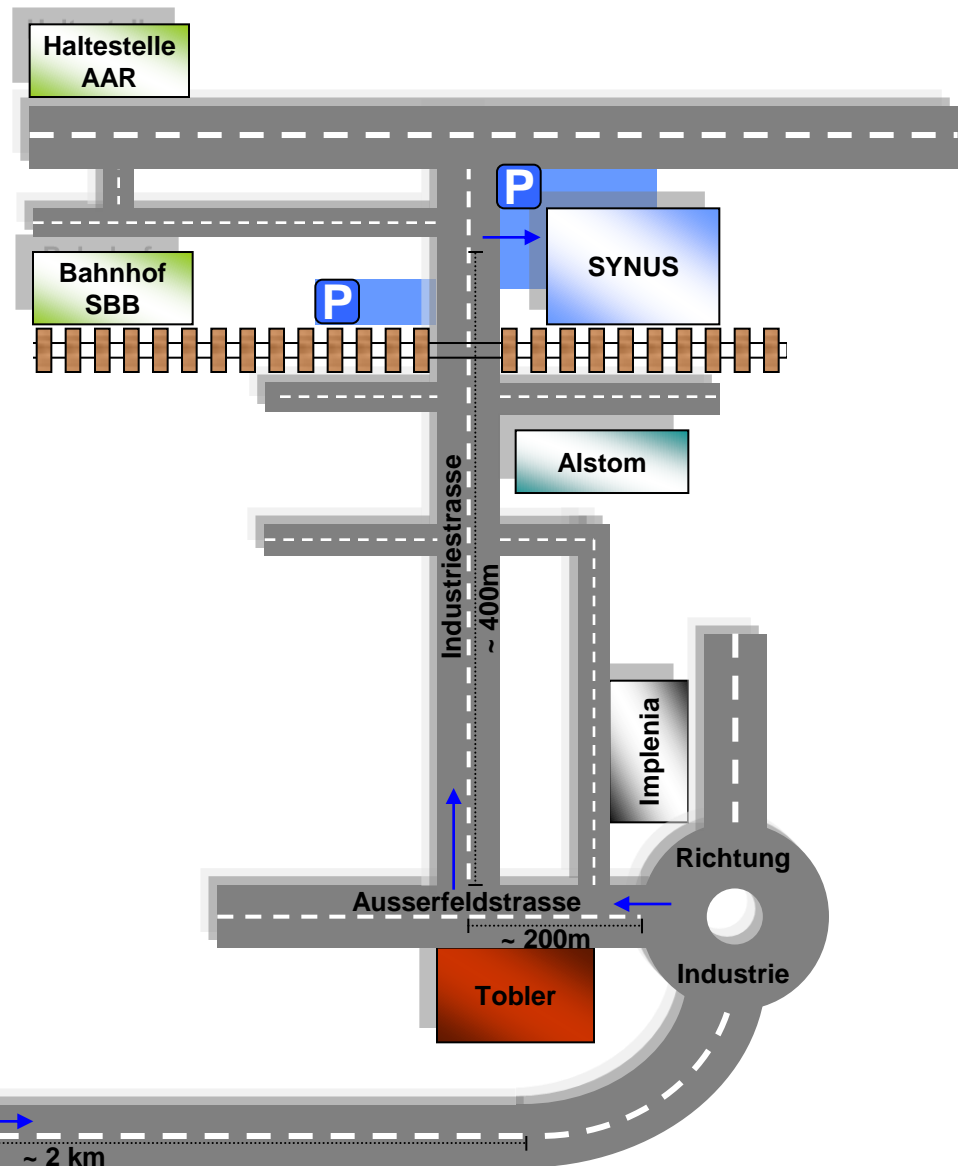 Haltestelle
AAR
P
SYNUS
Bahnhof
SBB
P
Alstom
Industriestrasse
~ 400m
Implenia
Richtung
Ausserfeldstrasse
~ 200m
Industrie
Tobler
~ 2 km